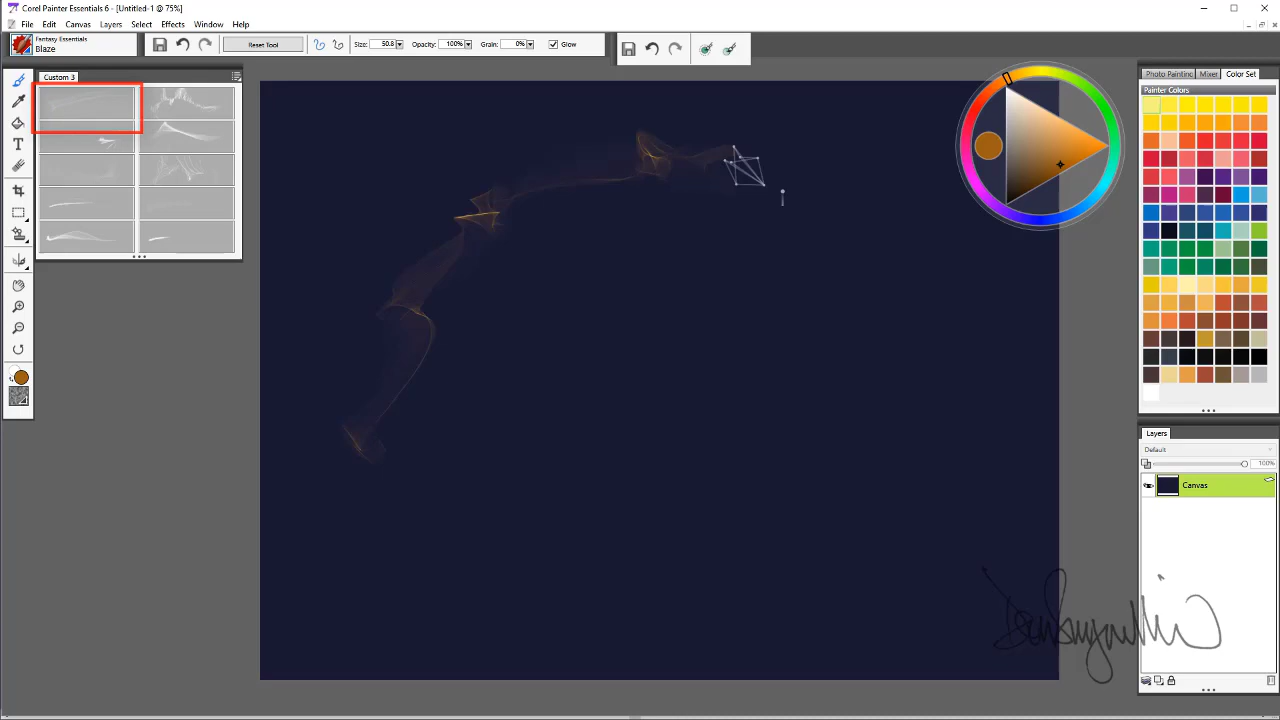 Corel Painter Essentials 6 - [Untitled-1 @ 75%]
File Edit Canvas Layers Select Effects Window Help
Fantasy Essentials
Blaze
Reset Tool
Size: 50.8
Opacity: 100%
Grain: 0%
Glow
Custom 3
Photo Painting Mixer Color Set
Painter Colors
Layers
Default
100%
Canvas